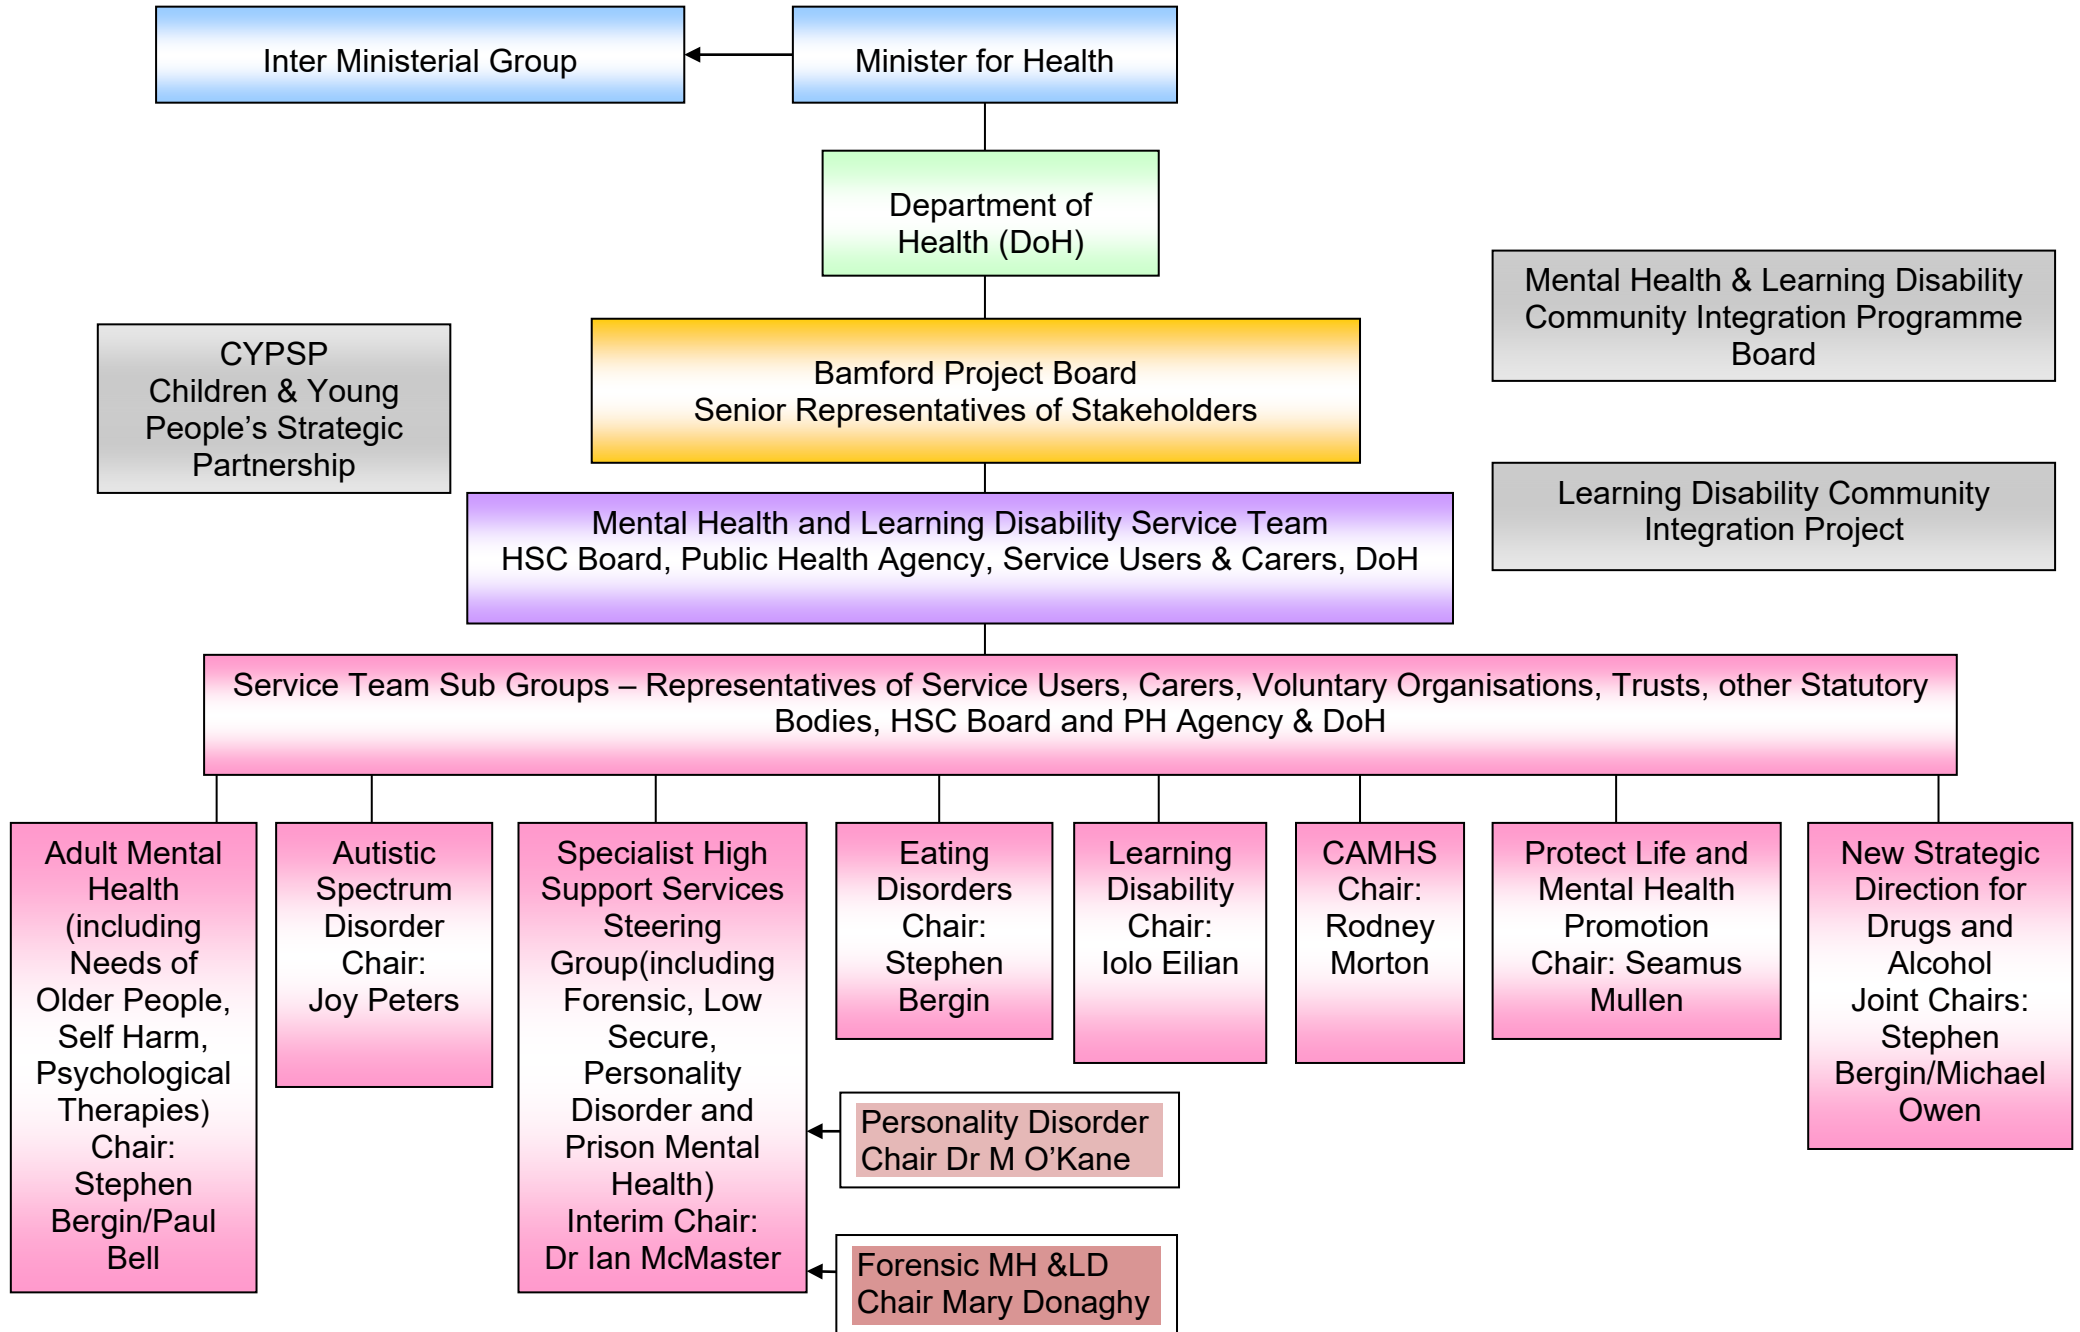 Inter Ministerial Group
Minister for Health
Department of
Health (DoH)
Mental Health & Learning Disability
Community Integration Programme
Board
CYPSP
Children & Young
People’s Strategic
Partnership
Bamford Project Board
Senior Representatives of Stakeholders
Learning Disability Community
Integration Project
Mental Health and Learning Disability Service Team
HSC Board, Public Health Agency, Service Users & Carers, DoH
Service Team Sub Groups – Representatives of Service Users, Carers, Voluntary Organisations, Trusts, other Statutory
Bodies, HSC Board and PH Agency & DoH
Adult Mental
Health
(including
Needs of
Older People,
Self Harm,
Psychological
Therapies)
Chair:
Stephen
Bergin/Paul
Bell
Autistic
Spectrum
Disorder
Chair:
Joy Peters
Specialist High
Support Services
Steering
Group(including
Forensic, Low
Secure,
Personality
Disorder and
Prison Mental
Health)
Interim Chair:
Dr Ian McMaster
Eating
Disorders
Chair:
Stephen
Bergin
Learning
Disability
Chair:
Iolo Eilian
CAMHS
Chair:
Rodney
Morton
Protect Life and
Mental Health
Promotion
Chair: Seamus
Mullen
New Strategic
Direction for
Drugs and
Alcohol
Joint Chairs:
Stephen
Bergin/Michael
Owen
Personality Disorder
Chair Dr M O’Kane
Forensic MH &LD
Chair Mary Donaghy